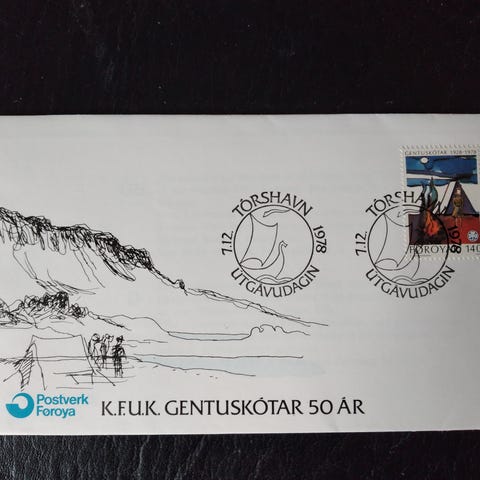 GENTUSKÓTAR 1928-1978
FØROYAR 140
TÓRSHAVN
7.12. 1978
ÚTGÁVUDAGIN
TÓRSHAVN
7.12. 1978
ÚTGÁVUDAGIN
Postverk
Føroya
K.F.U.K. GENTUSKÓTAR 50 ÁR